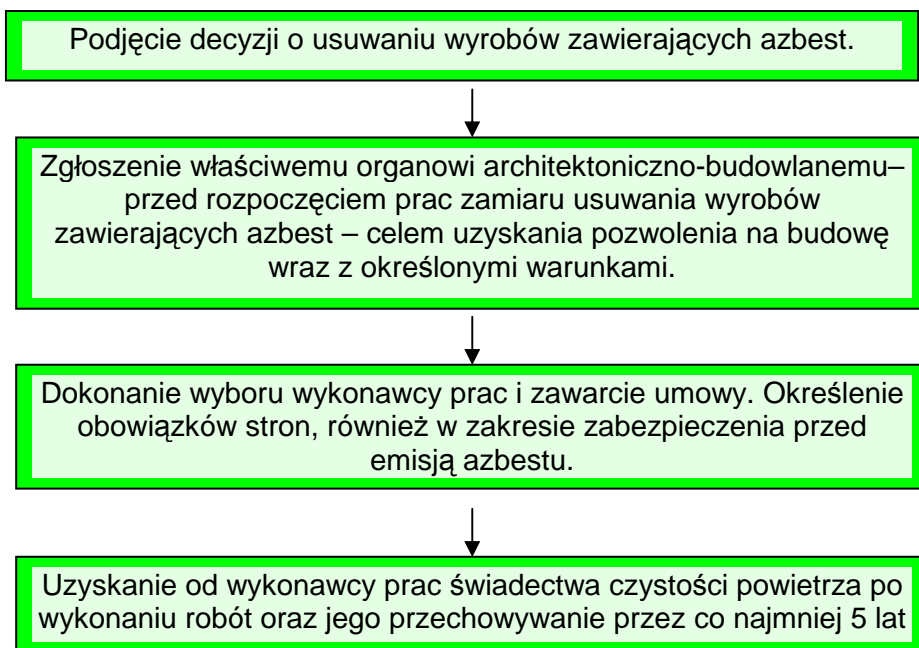 Podjęcie decyzji o usuwaniu wyrobów zawierających azbest.
Zgłoszenie właściwemu organowi architektoniczno-budowlanemu–
przed rozpoczęciem prac zamiaru usuwania wyrobów
zawierających azbest – celem uzyskania pozwolenia na budowę
wraz z określonymi warunkami.
Dokonanie wyboru wykonawcy prac i zawarcie umowy. Określenie
obowiązków stron, również w zakresie zabezpieczenia przed
emisją azbestu.
Uzyskanie od wykonawcy prac świadectwa czystości powietrza po
wykonaniu robót oraz jego przechowywanie przez co najmniej 5 lat